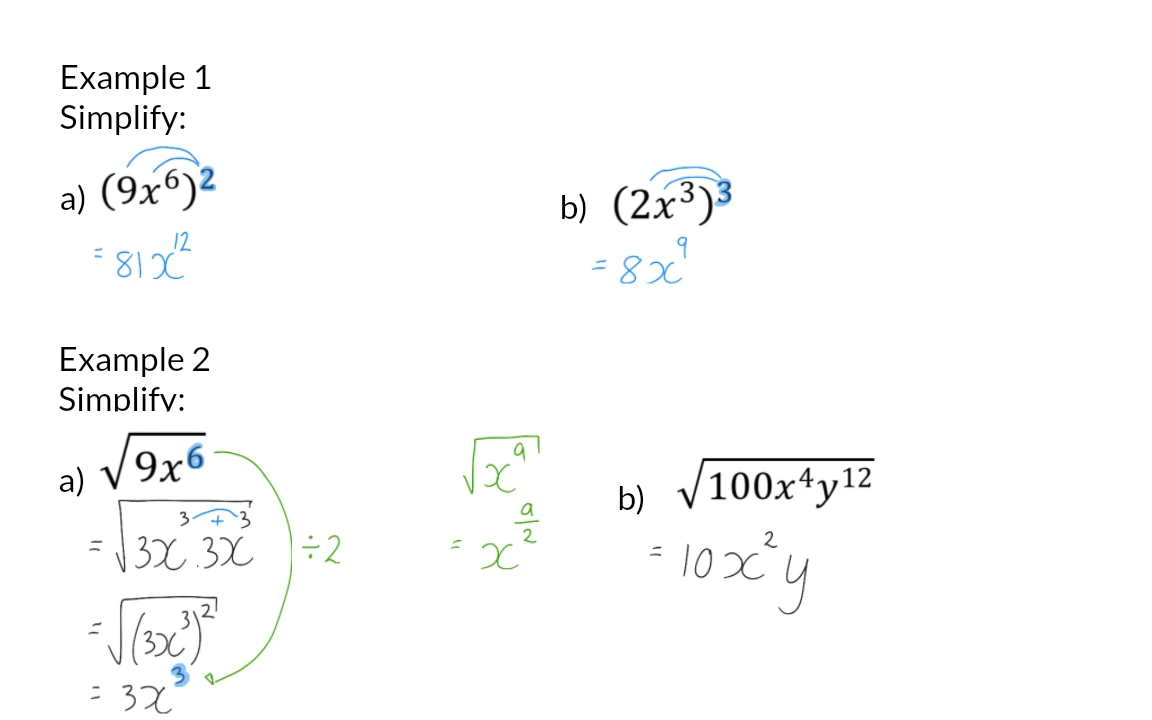 Example 1
Simplify:
a) (9x⁶)²
= 81x¹²
b) (2x³)³
= 8x⁹
Example 2
Simplify:
a) √(9x⁶)
= √(3x³.3x³)
+
= √((3x³)²)
= 3x³
÷2
√(xᵃ)
= x^(a/2)
b) √(100x⁴y¹²)
= 10x²y